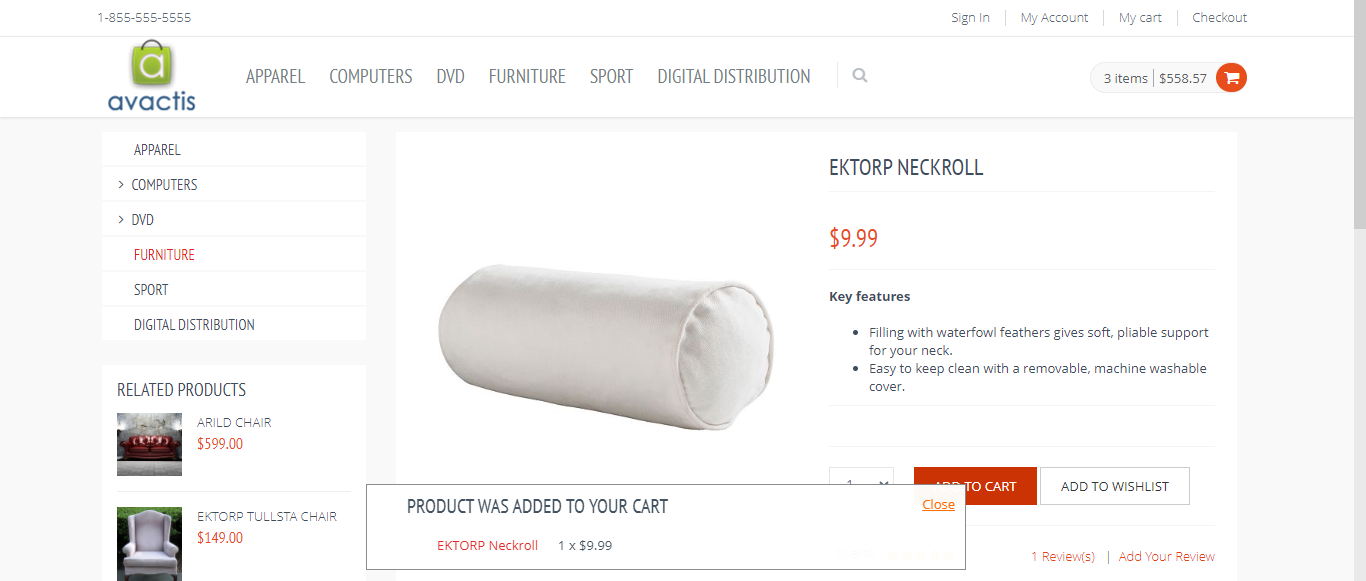 1-855-555-5555
Sign In
My Account
My cart
Checkout
avactis
APPAREL COMPUTERS DVD FURNITURE SPORT DIGITAL DISTRIBUTION
3 items $558.57
APPAREL
COMPUTERS
DVD
FURNITURE
SPORT
DIGITAL DISTRIBUTION
RELATED PRODUCTS
ARILD CHAIR
$599.00
EKTORP TULLSTA CHAIR
$149.00
EKTORP NECKROLL
$9.99
Key features
Filling with waterfowl feathers gives soft, pliable support
for your neck.
Easy to keep clean with a removable, machine washable
cover.
1
ADD TO CART
ADD TO WISHLIST
PRODUCT WAS ADDED TO YOUR CART
Close
EKTORP Neckroll 1 x $9.99
1 Review(s) | Add Your Review